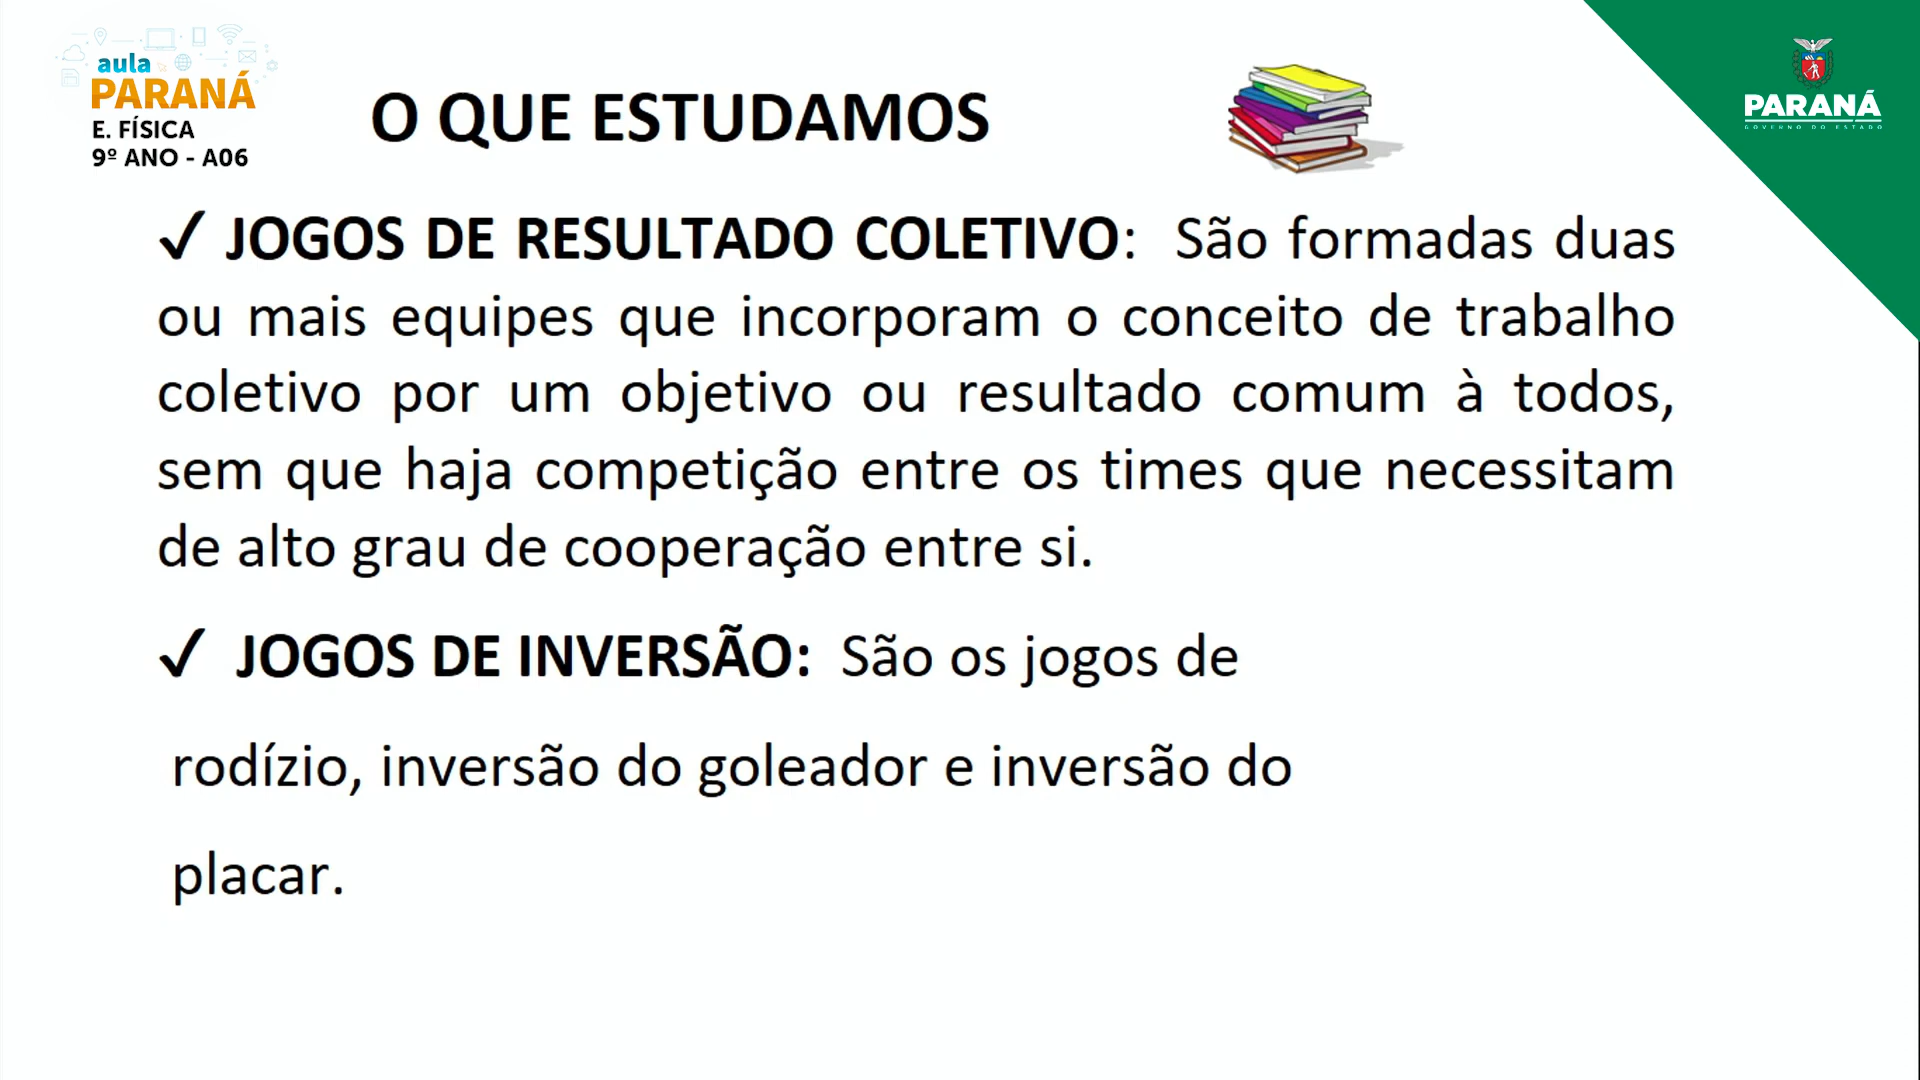 aula
PARANÁ
E. FÍSICA
9º ANO - A06
O QUE ESTUDAMOS
PARANÁ
GOVERNO DO ESTADO
✓ JOGOS DE RESULTADO COLETIVO: São formadas duas
ou mais equipes que incorporam o conceito de trabalho
coletivo por um objetivo ou resultado comum à todos,
sem que haja competição entre os times que necessitam
de alto grau de cooperação entre si.
✓ JOGOS DE INVERSÃO: São os jogos de
rodízio, inversão do goleador e inversão do
placar.